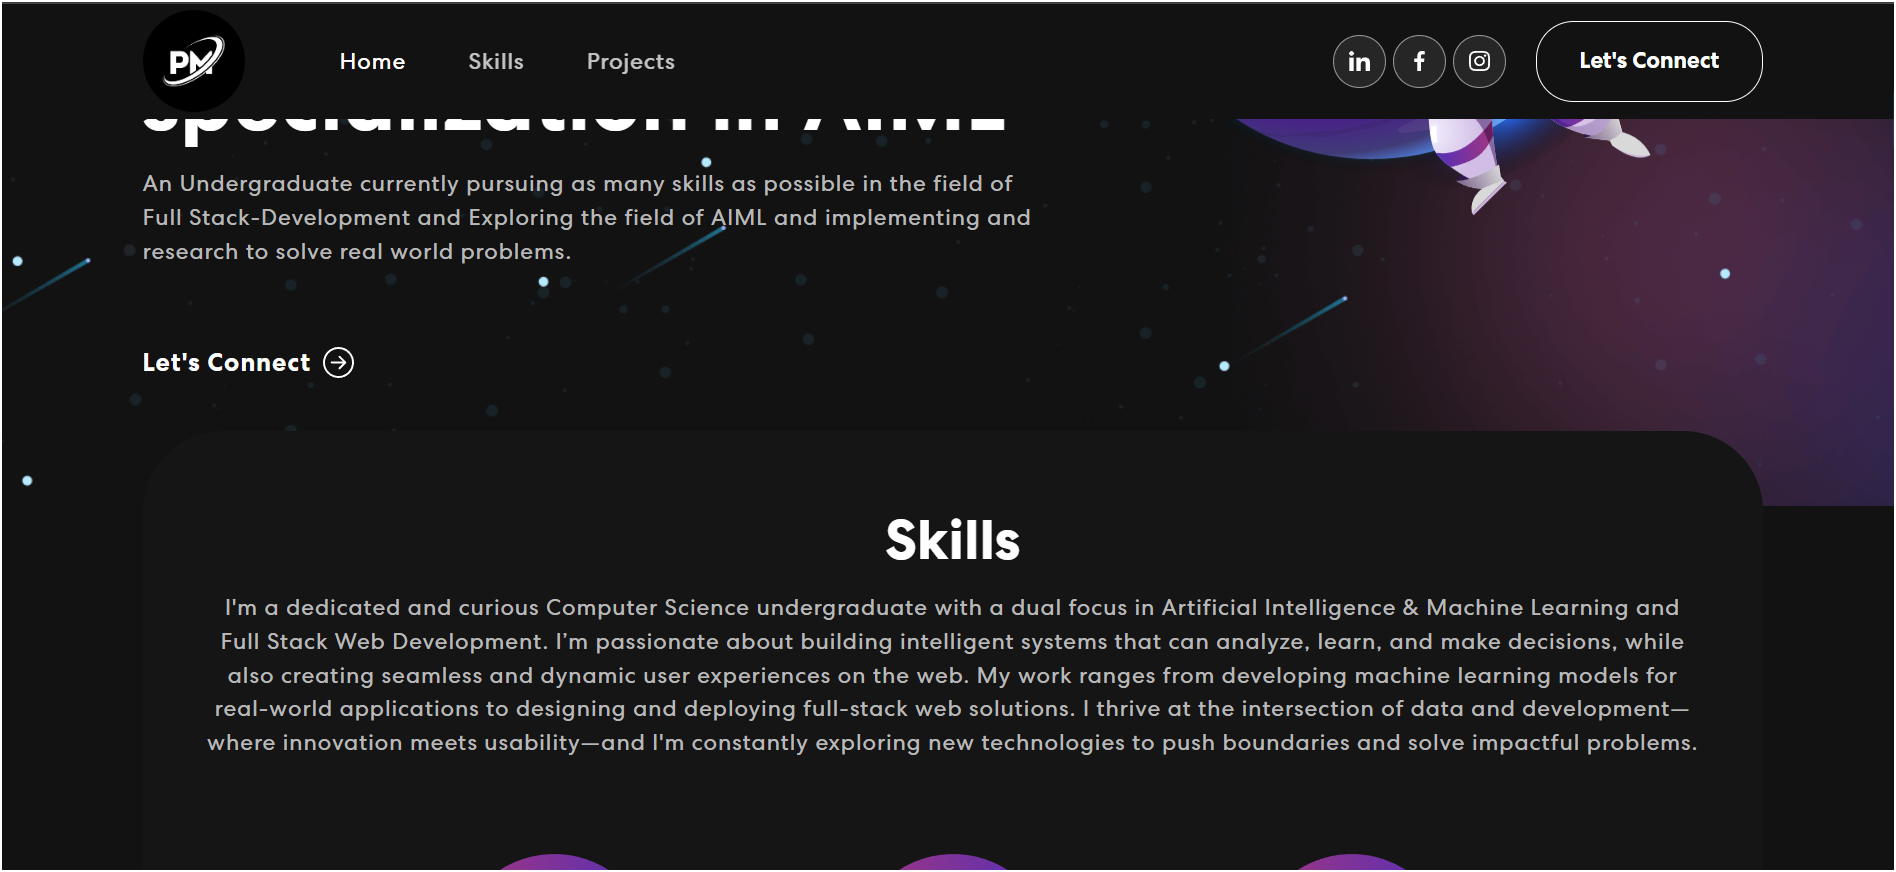 PM
Home Skills Projects
Let's Connect
specialization in AIML
An Undergraduate currently pursuing as many skills as possible in the field of
Full Stack-Development and Exploring the field of AIML and implementing and
research to solve real world problems.
Let's Connect
Skills
I'm a dedicated and curious Computer Science undergraduate with a dual focus in Artificial Intelligence & Machine Learning and
Full Stack Web Development. I’m passionate about building intelligent systems that can analyze, learn, and make decisions, while
also creating seamless and dynamic user experiences on the web. My work ranges from developing machine learning models for
real-world applications to designing and deploying full-stack web solutions. I thrive at the intersection of data and development—
where innovation meets usability—and I'm constantly exploring new technologies to push boundaries and solve impactful problems.